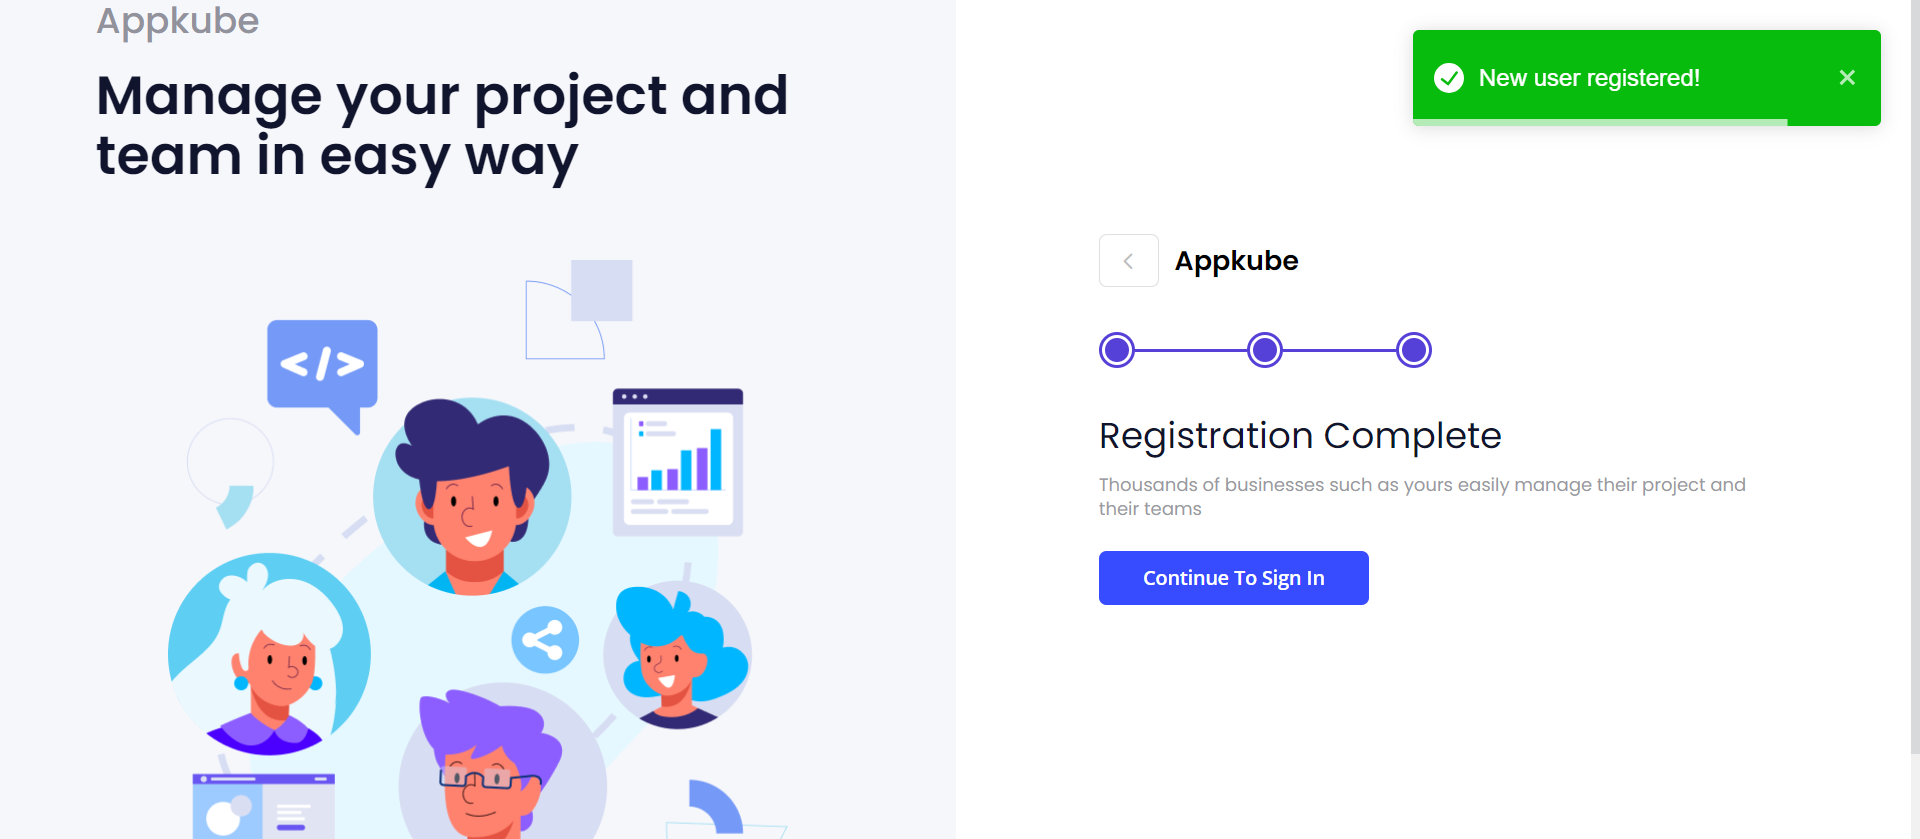 Appkube
Manage your project and
team in easy way
</>
New user registered!
Appkube
Registration Complete
Thousands of businesses such as yours easily manage their project and
their teams
Continue To Sign In